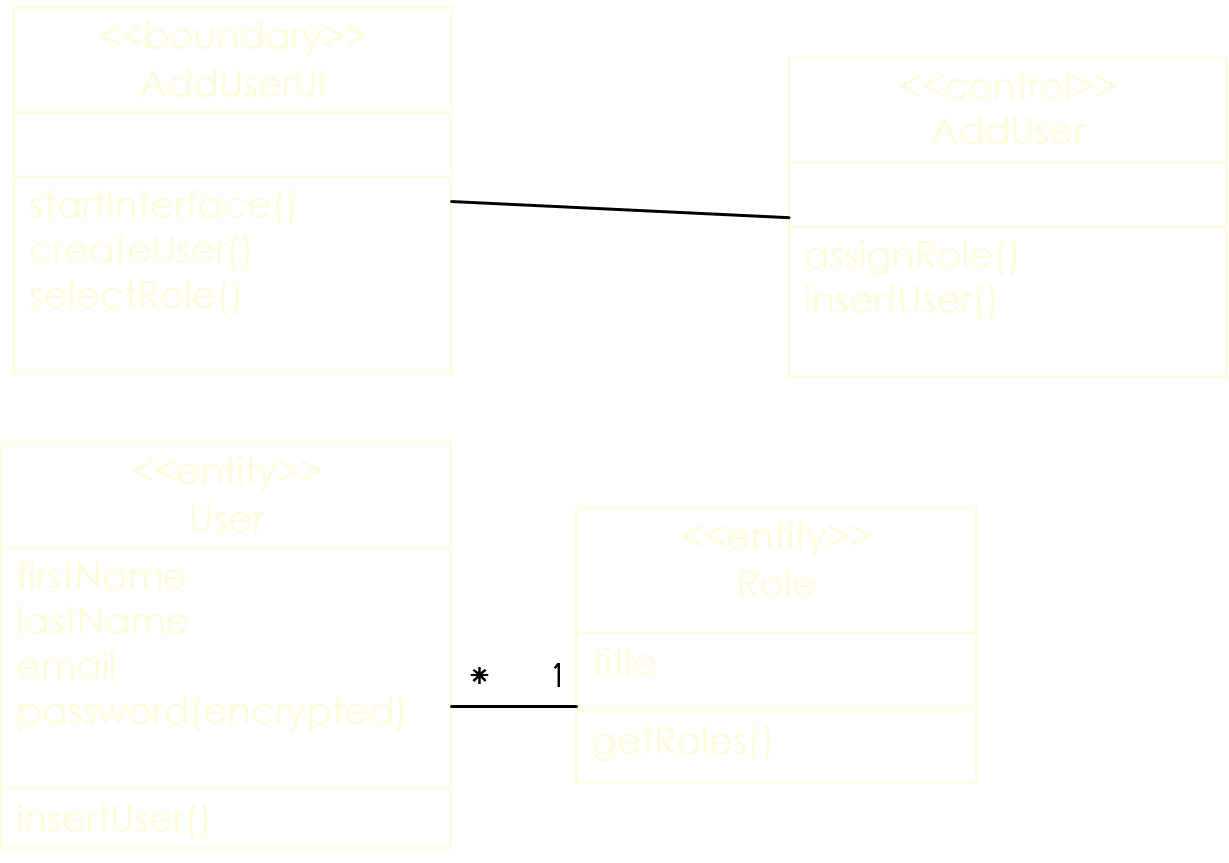 <<boundary>>
AddUserUI
startInterface()
createUser()
selectRole()
<<control>>
AddUser
assignRole()
insertUser()
<<entity>>
User
firstName
lastName
email
password(encrypted)
insertUser()
* 1
<<entity>>
Role
title
getRoles()